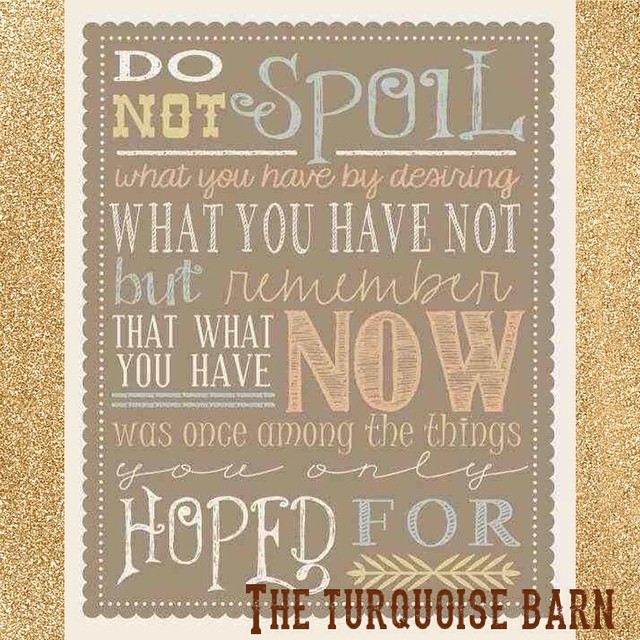 DO
NOT SPOIL
what you have by desiring
WHAT YOU HAVE NOT
but remember
THAT WHAT
YOU HAVE NOW
was once among the things
you only
HOPED FOR
THE TURQUOISE BARN